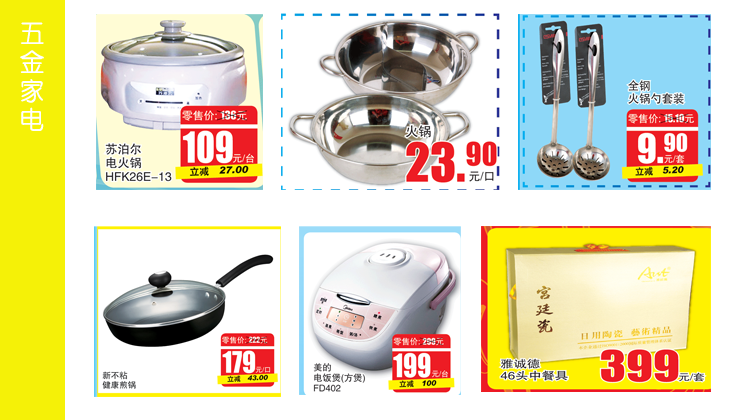 五金家电
零售价: 136元
109元/台
立减 27.00
苏泊尔
电火锅
HFK26E-13
火锅
23.90
元/口
全钢
火锅勺套装
零售价: 15.10元
9.90
元/套
立减 5.20
零售价: 222元
179元/口
立减 43.00
新不粘
健康煎锅
Midea
零售价: 299元
199元/台
立减 100
美的
电饭煲(方煲)
FD402
宫廷瓷
日用陶瓷 藝術精品
雅诚德
46头中餐具
399元/套